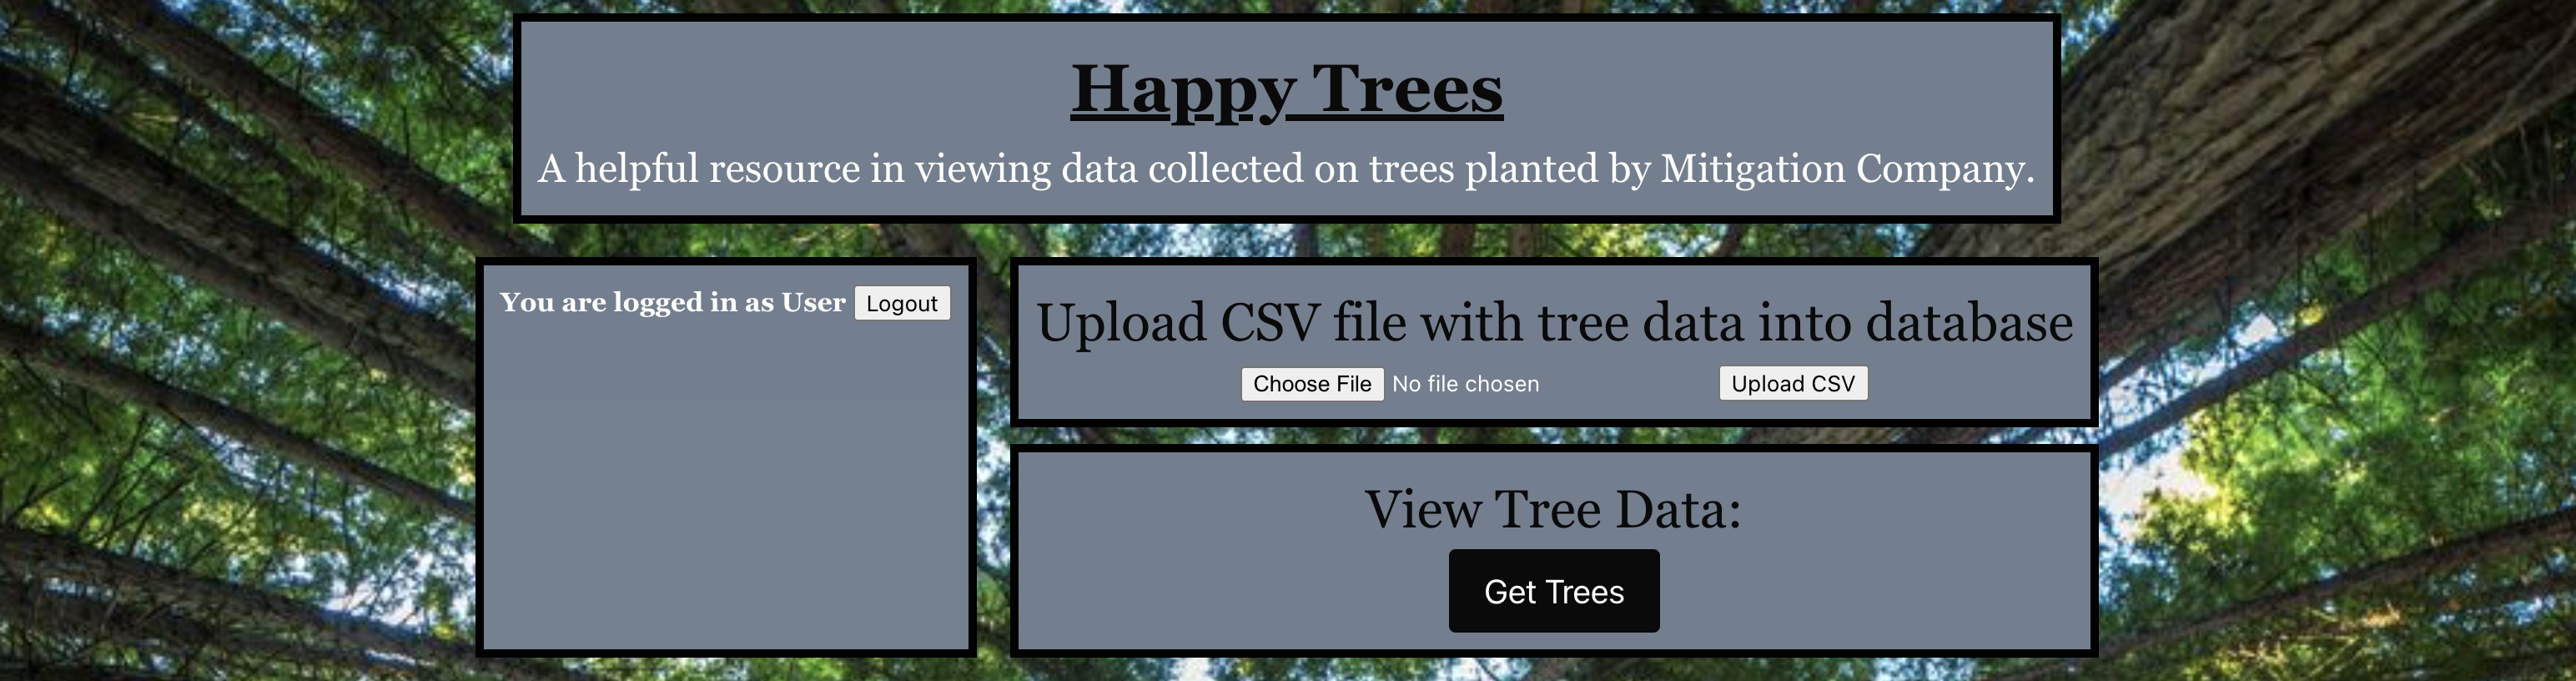 Happy Trees
A helpful resource in viewing data collected on trees planted by Mitigation Company.
You are logged in as User Logout
Upload CSV file with tree data into database
Choose File No file chosen Upload CSV
View Tree Data:
Get Trees